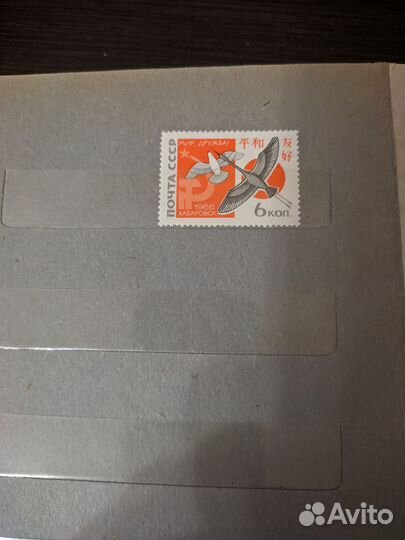 МИР, ДРУЖБА!
平和 友好
ПОЧТА СССР
1966
ХАБАРОВСК
6 КОП.
Avito